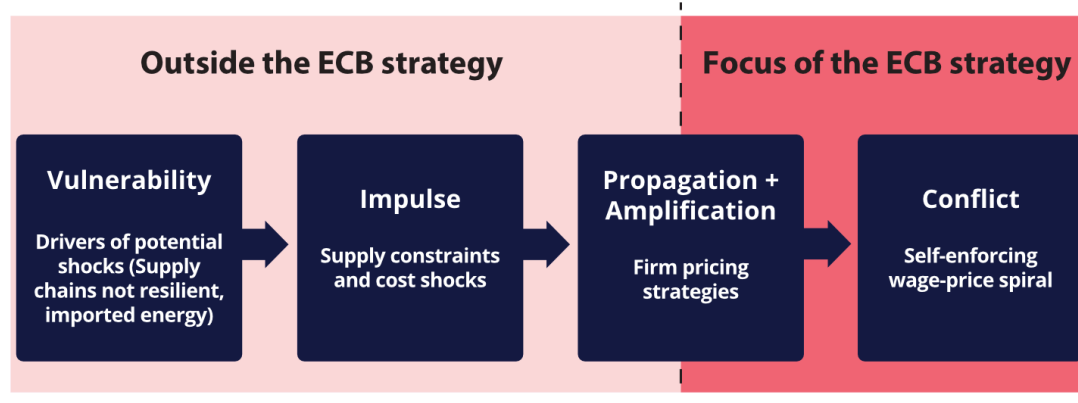 Outside the ECB strategy
Focus of the ECB strategy
Vulnerability
Drivers of potential
shocks (Supply
chains not resilient,
imported energy)
Impulse
Supply constraints
and cost shocks
Propagation +
Amplification
Firm pricing
strategies
Conflict
Self-enforcing
wage-price spiral